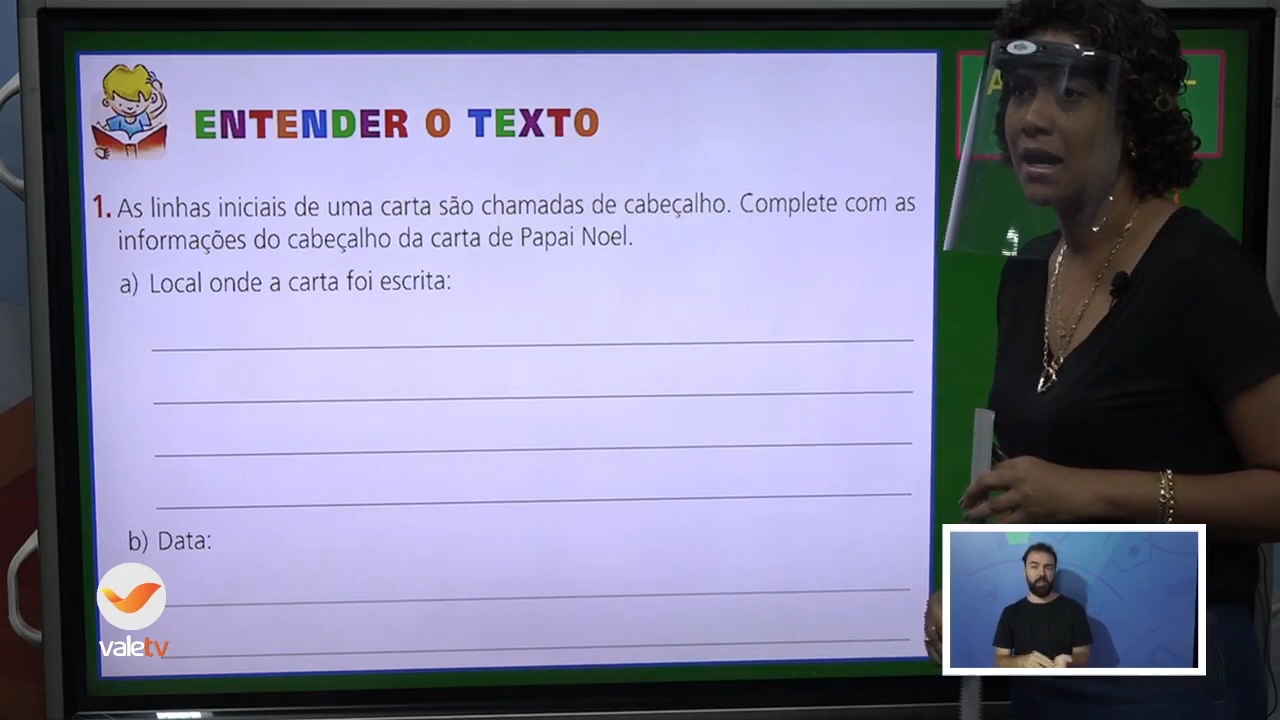 ENTENDER O TEXTO
1. As linhas iniciais de uma carta são chamadas de cabeçalho. Complete com as
informações do cabeçalho da carta de Papai Noel.
a) Local onde a carta foi escrita:
b) Data:
valetv